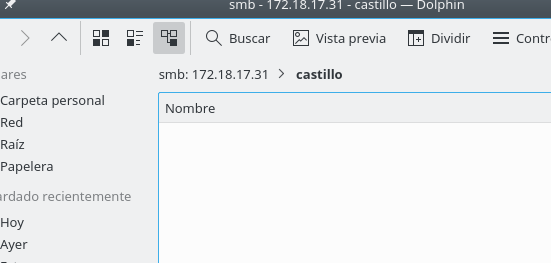 smb - 172.18.17.31 - castillo — Dolphin
Buscar Vista previa Dividir Contr
ares smb: 172.18.17.31 > castillo
Carpeta personal Nombre
Red
Raíz
Papelera
ardado recientemente
Hoy
Ayer